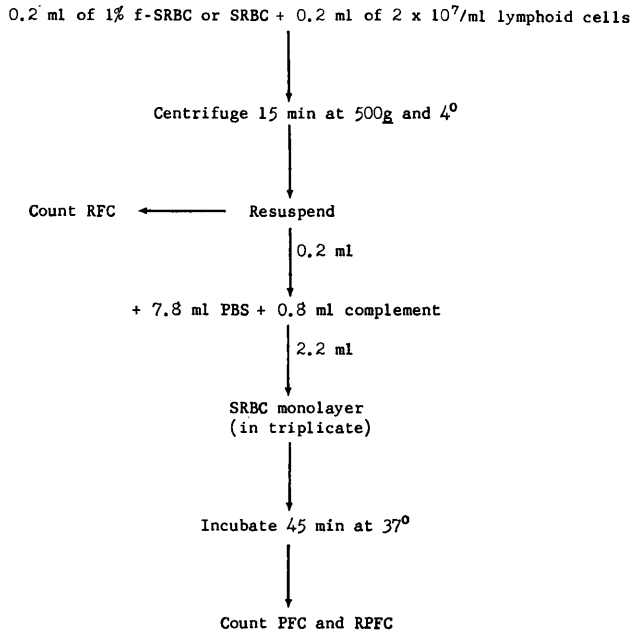 0.2 ml of 1% f-SRBC or SRBC + 0.2 ml of 2 x 10⁷/ml lymphoid cells
Centrifuge 15 min at 500g and 4⁰
Count RFC
Resuspend
0.2 ml
+ 7.8 ml PBS + 0.8 ml complement
2.2 ml
SRBC monolayer
(in triplicate)
Incubate 45 min at 37⁰
Count PFC and RPFC